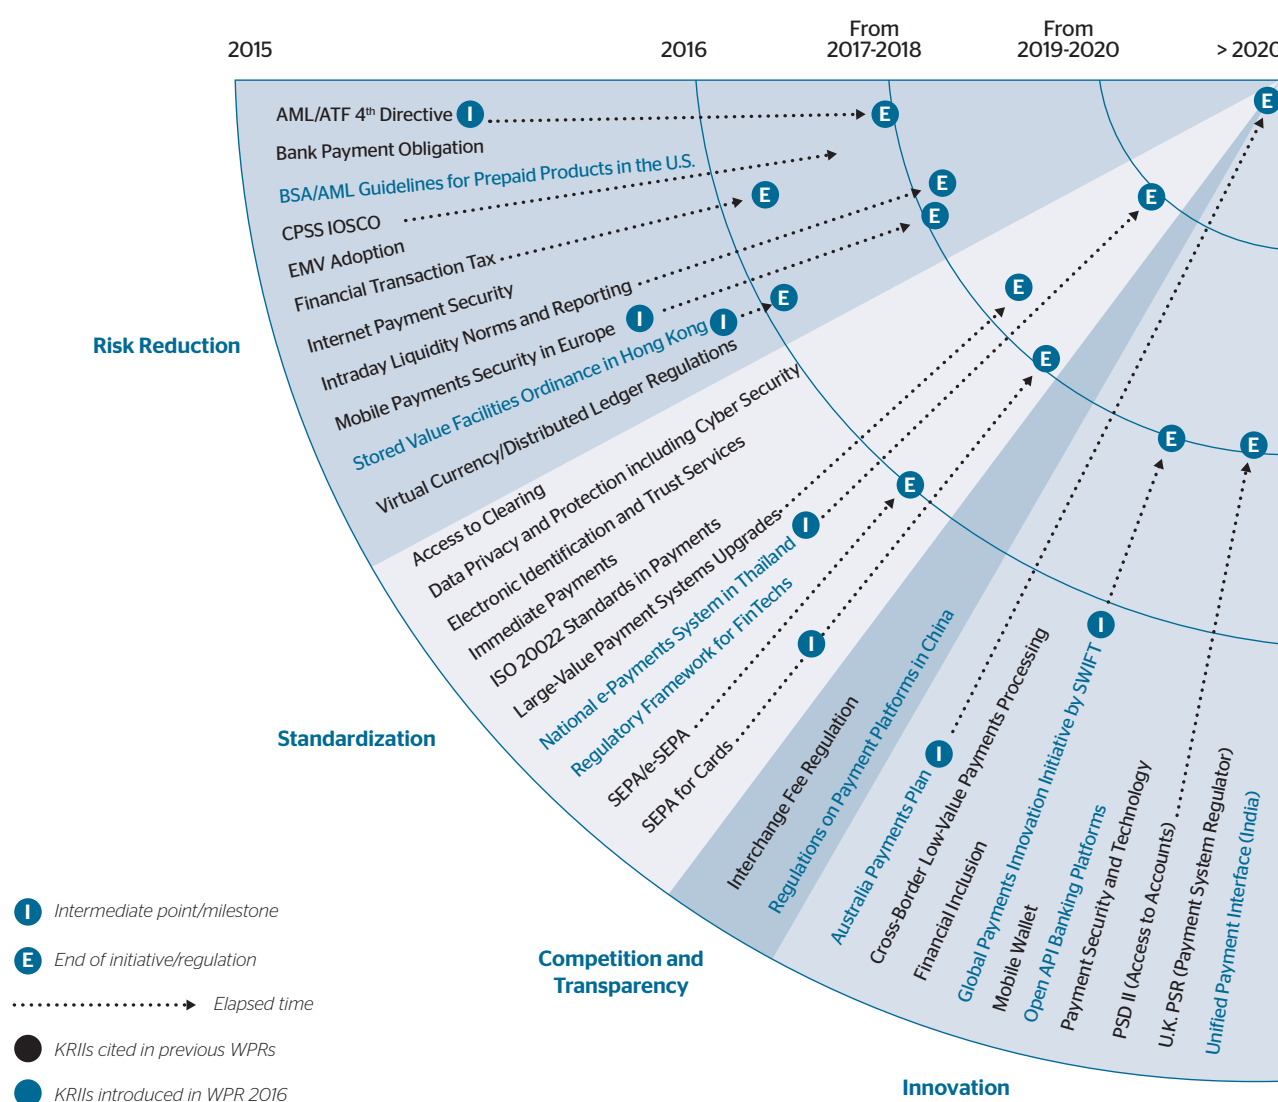 2015
2016
From
2017-2018
From
2019-2020
> 2020
AML/ATF 4th Directive
I
E
E
Bank Payment Obligation
BSA/AML Guidelines for Prepaid Products in the U.S.
CPSS IOSCO
EMV Adoption
Financial Transaction Tax
E
Internet Payment Security
Intraday Liquidity Norms and Reporting
E
Mobile Payments Security in Europe
I
E
Stored Value Facilities Ordinance in Hong Kong
I
E
Virtual Currency/Distributed Ledger Regulations
Risk Reduction
Access to Clearing
Data Privacy and Protection including Cyber Security
Electronic Identification and Trust Services
Immediate Payments
ISO 20022 Standards in Payments
Large-Value Payment Systems Upgrades
E
National e-Payments System in Thaïland
I
E
Regulatory Framework for FinTechs
SEPA/e-SEPA
E
SEPA for Cards
I
E
Standardization
Interchange Fee Regulation
Regulations on Payment Platforms in China
Competition and
Transparency
Australia Payments Plan
I
Cross-Border Low-Value Payments Processing
Financial Inclusion
Global Payments Innovation Initiative by SWIFT
I
E
Mobile Wallet
Open API Banking Platforms
Payment Security and Technology
PSD II (Access to Accounts)
E
U.K. PSR (Payment System Regulator)
Unified Payment Interface (India)
Innovation
I Intermediate point/milestone
E End of initiative/regulation
Elapsed time
KRIIs cited in previous WPRs
KRIIs introduced in WPR 2016